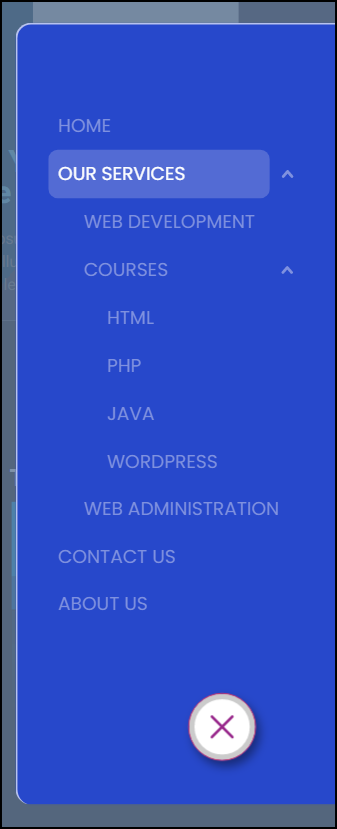 HOME
OUR SERVICES
WEB DEVELOPMENT
COURSES
HTML
PHP
JAVA
WORDPRESS
WEB ADMINISTRATION
CONTACT US
ABOUT US